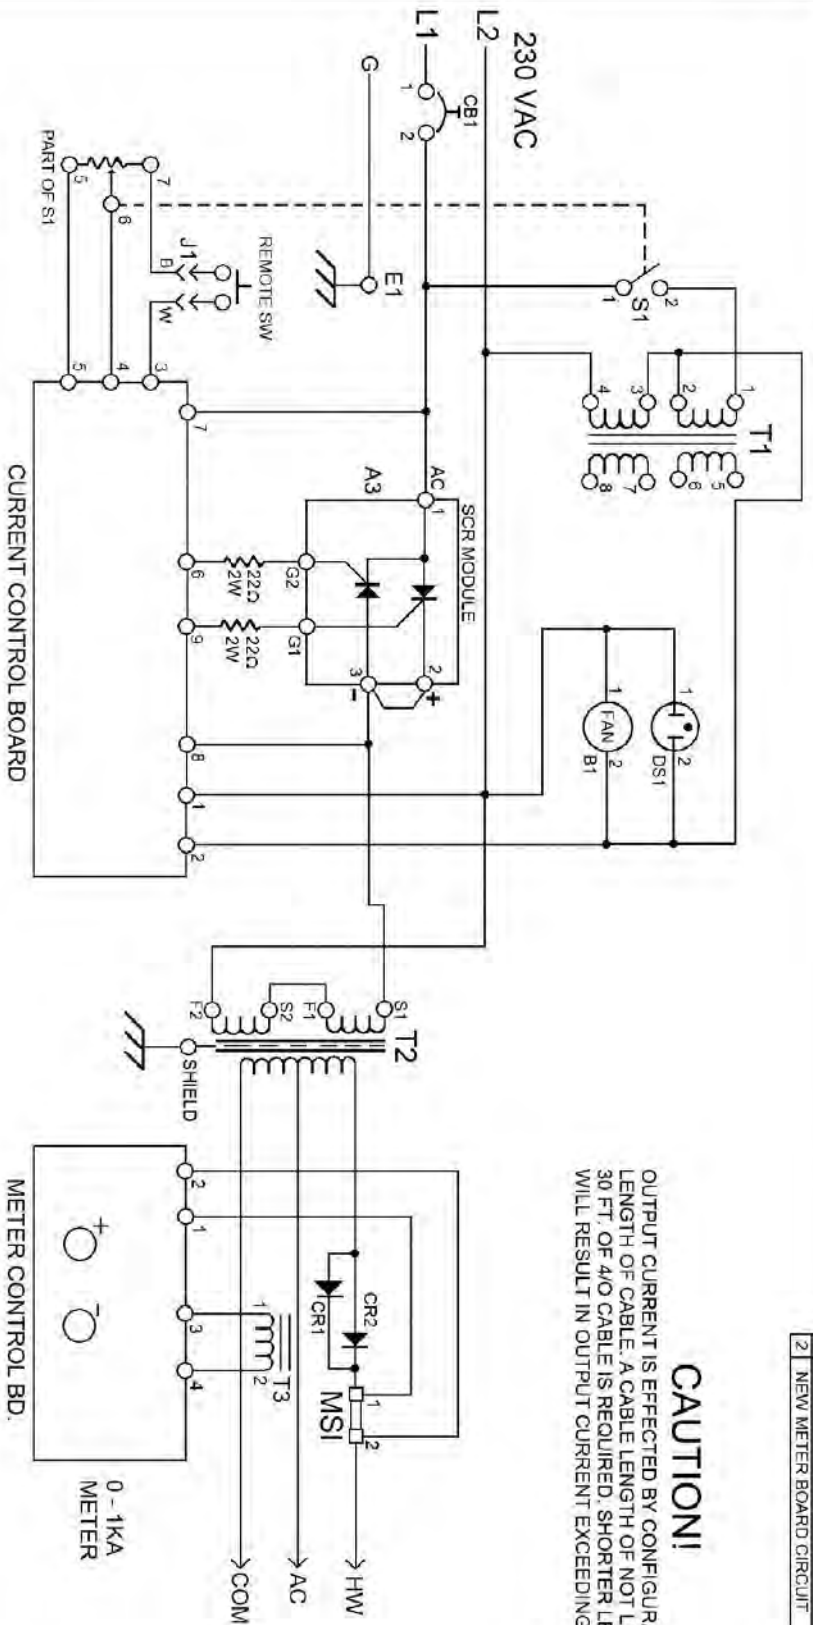 2 NEW METER BOARD CIRCUIT
CAUTION!
OUTPUT CURRENT IS EFFECTED BY CONFIGURA
LENGTH OF CABLE. A CABLE LENGTH OF NOT L
30 FT. OF 4/O CABLE IS REQUIRED. SHORTER LE
WILL RESULT IN OUTPUT CURRENT EXCEEDING
230 VAC
L2
L1
G
CB1
1 2
E1
S1
1 2
T1
1 2 3 4
5 6 7 8
DS1
1 2
FAN
B1
1 2
SCR MODULE
A3
AC
1
2 +
3 -
G2 G1
22Ω
2W
22Ω
2W
REMOTE SW
J1
B W
7 6 5
PART OF S1
3 4 5
7 6 9 8 1 2
CURRENT CONTROL BOARD
T2
S1
F1
S2
F2
SHIELD
CR2
CR1
MSI
1 2
T3
1 2
HW
AC
COM
2 1 3 4
+ -
METER CONTROL BD.
0 - 1KA
METER